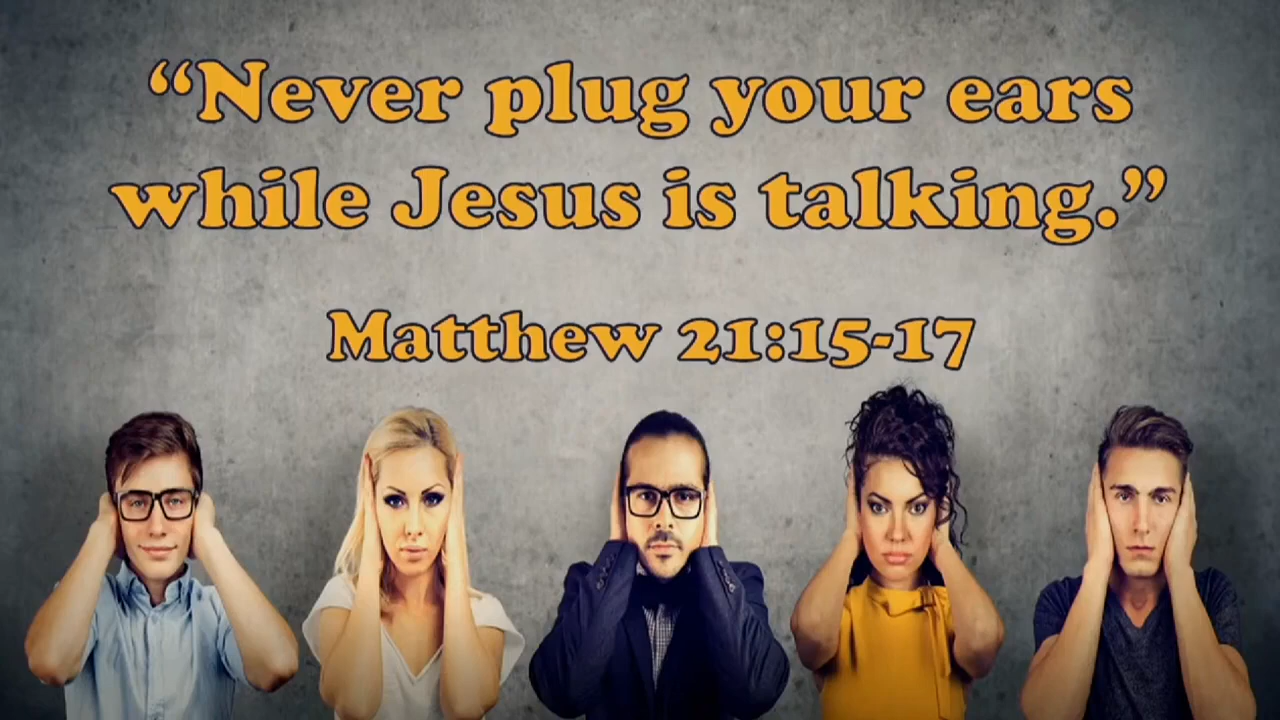 “Never plug your ears
while Jesus is talking.”
Matthew 21:15-17